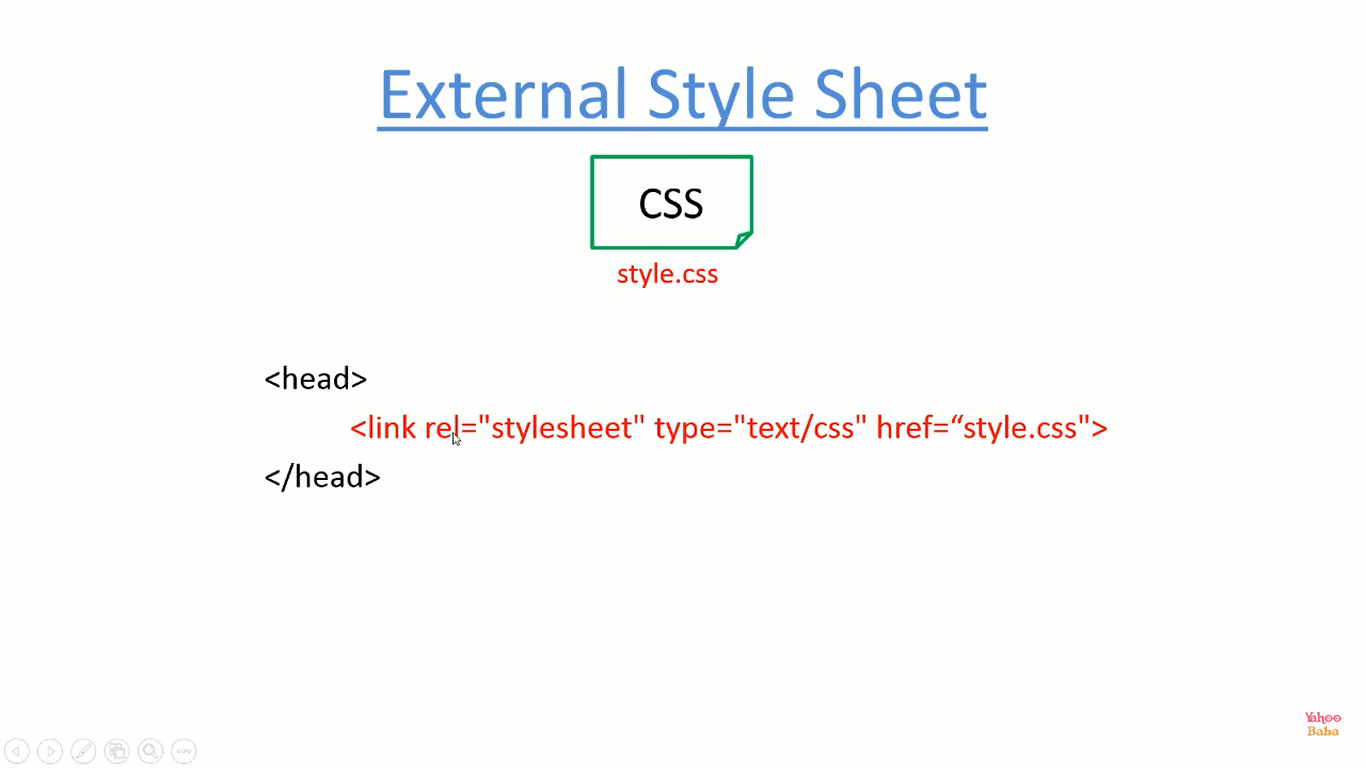 External Style Sheet
CSS
style.css
<head>
<link rel="stylesheet" type="text/css" href=“style.css">
</head>
Yahoo
Baba